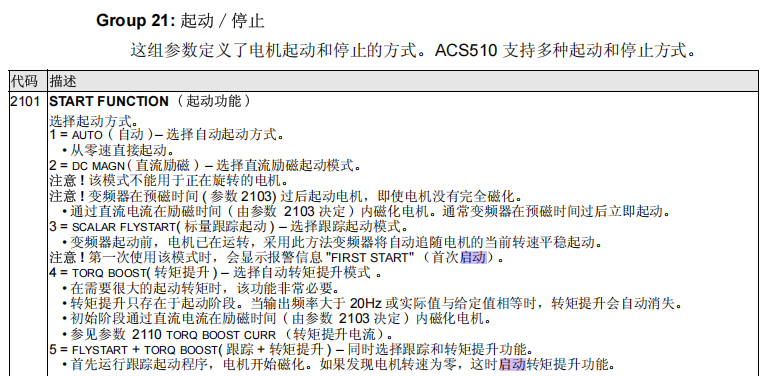 Group 21: 起动 / 停止
这组参数定义了电机起动和停止的方式。ACS510 支持多种起动和停止方式。
代码 描述
2101 START FUNCTION （起动功能）
选择起动方式。
1 = AUTO（自动）– 选择自动起动方式。
• 从零速直接起动。
2 = DC MAGN（直流励磁）– 选择直流励磁起动模式。
注意！该模式不能用于正在旋转的电机。
注意！变频器在预磁时间 ( 参数 2103) 过后起动电机，即使电机没有完全磁化。
• 通过直流电流在励磁时间（由参数 2103 决定）内磁化电机。通常变频器在预磁时间过后立即起动。
3 = SCALAR FLYSTART( 标量跟踪起动 ) – 选择跟踪起动模式。
• 变频器起动前，电机已在运转，采用此方法变频器将自动追随电机的当前转速平稳起动。
注意！第一次使用该模式时，会显示报警信息 "FIRST START"（首次启动）。
4 = TORQ BOOST( 转矩提升 ) – 选择自动转矩提升模式 。
• 在需要很大的起动转矩时，该功能非常必要。
• 转矩提升只存在于起动阶段。当输出频率大于 20Hz 或实际值与给定值相等时，转矩提升会自动消失。
• 初始阶段通过直流电流在励磁时间（由参数 2103 决定）内磁化电机。
• 参见参数 2110 TORQ BOOST CURR （转矩提升电流）。
5 = FLYSTART + TORQ BOOST( 跟踪 + 转矩提升 ) – 同时选择跟踪和转矩提升功能。
• 首先运行跟踪起动程序，电机开始磁化。如果发现电机转速为零，这时启动转矩提升功能。